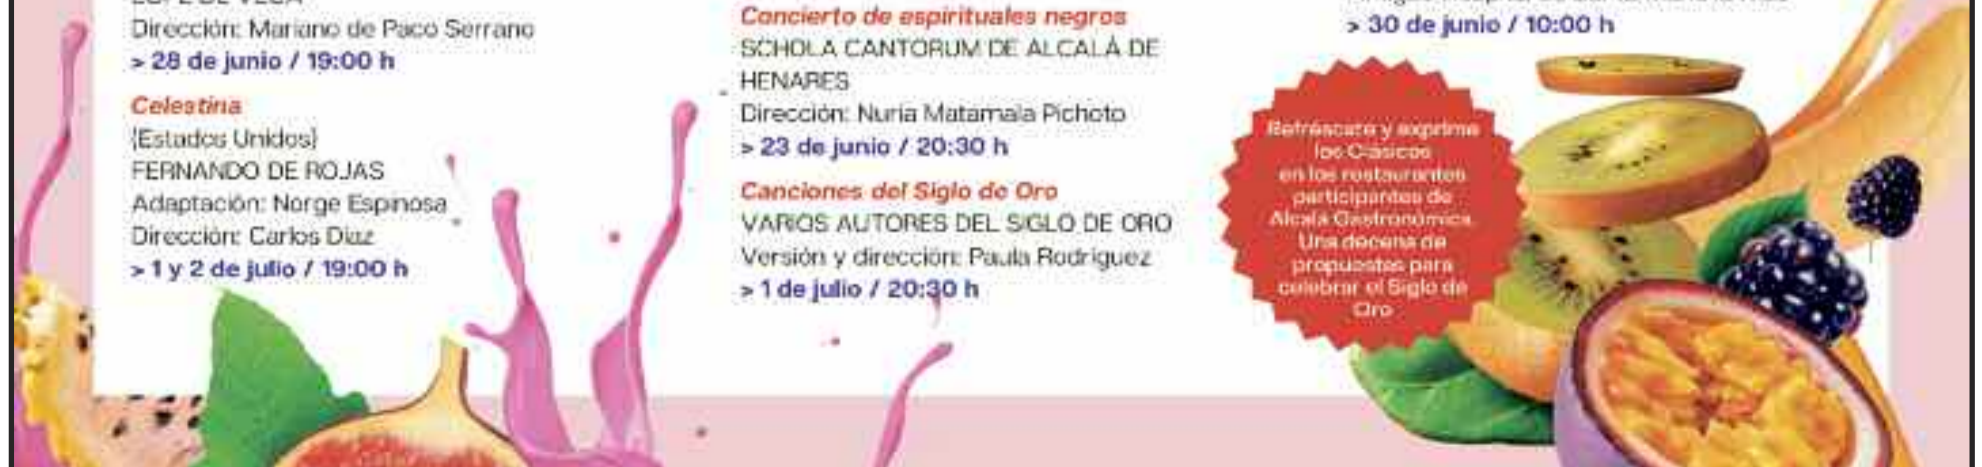 LOPE DE VEGA
Dirección: Mariano de Paco Serrano
> 28 de junio / 19:00 h
Celestina
(Estados Unidos)
FERNANDO DE ROJAS
Adaptación: Norge Espinosa
Dirección: Carlos Díaz
> 1 y 2 de julio / 19:00 h
Concierto de espirituales negros
SCHOLA CANTORUM DE ALCALÁ DE
HENARES
Dirección: Nuria Matamala Pichoto
> 23 de junio / 20:30 h
Canciones del Siglo de Oro
VARIOS AUTORES DEL SIGLO DE ORO
Versión y dirección: Paula Rodríguez
> 1 de julio / 20:30 h
> 30 de junio / 10:00 h
Refréscate y exprime
los Clásicos
en los restaurantes
participantes de
Alcalá Gastronómica.
Una decena de
propuestas para
celebrar el Siglo de
Oro